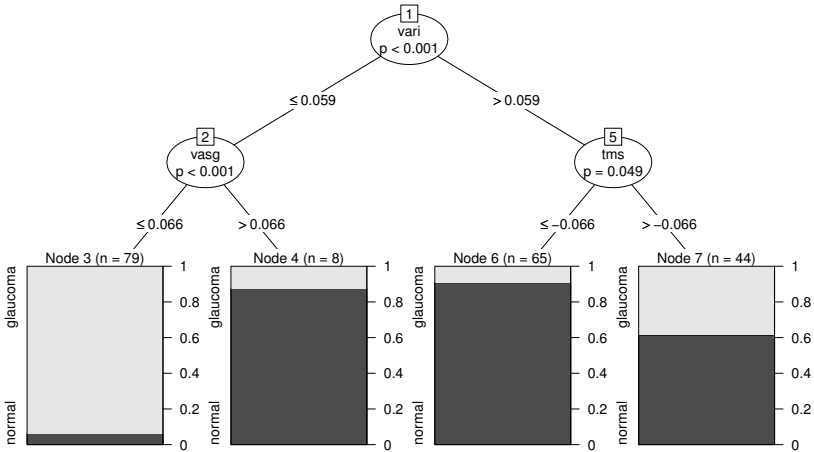 1
vari
p < 0.001
≤ 0.059
> 0.059
2
vasg
p < 0.001
5
tms
p = 0.049
≤ 0.066
> 0.066
≤ −0.066
> −0.066
Node 3 (n = 79)
normal
glaucoma
0
0.2
0.4
0.6
0.8
1
Node 4 (n = 8)
normal
glaucoma
0
0.2
0.4
0.6
0.8
1
Node 6 (n = 65)
normal
glaucoma
0
0.2
0.4
0.6
0.8
1
Node 7 (n = 44)
normal
glaucoma
0
0.2
0.4
0.6
0.8
1